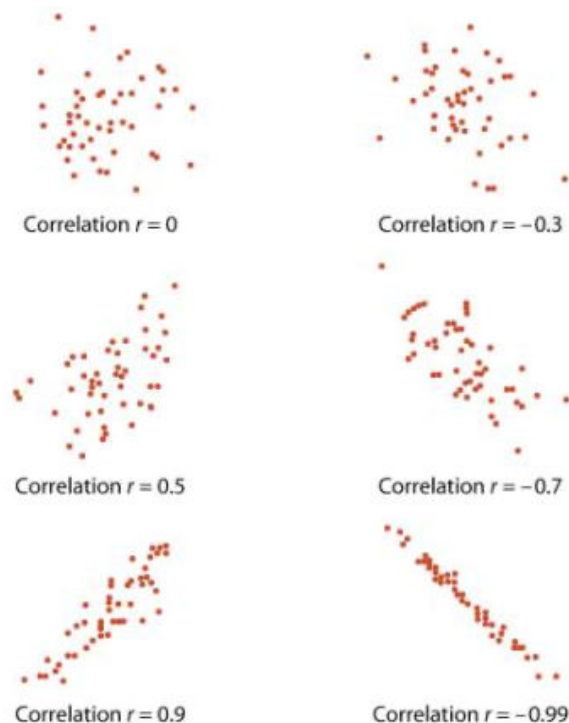 Correlation r = 0
Correlation r = −0.3
Correlation r = 0.5
Correlation r = −0.7
Correlation r = 0.9
Correlation r = −0.99